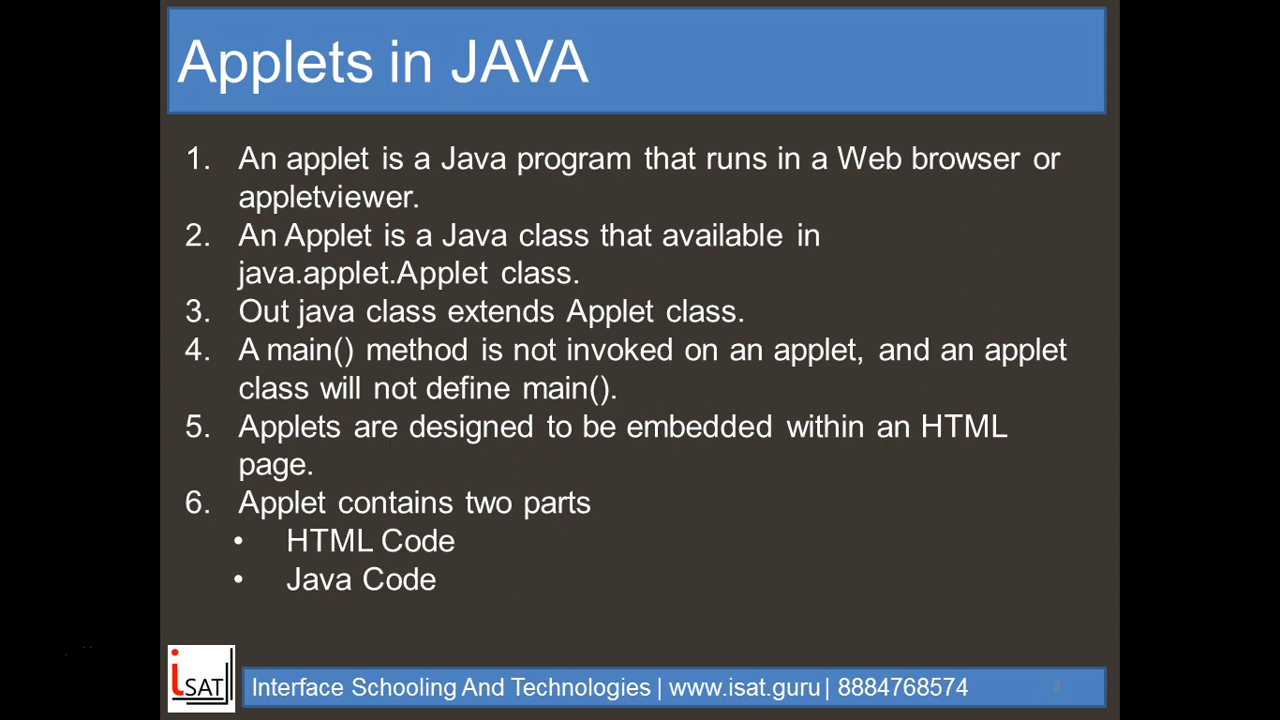 Applets in JAVA
1. An applet is a Java program that runs in a Web browser or
appletviewer.
2. An Applet is a Java class that available in
java.applet.Applet class.
3. Out java class extends Applet class.
4. A main() method is not invoked on an applet, and an applet
class will not define main().
5. Applets are designed to be embedded within an HTML
page.
6. Applet contains two parts
• HTML Code
• Java Code
iSAT
Interface Schooling And Technologies | www.isat.guru | 8884768574
2